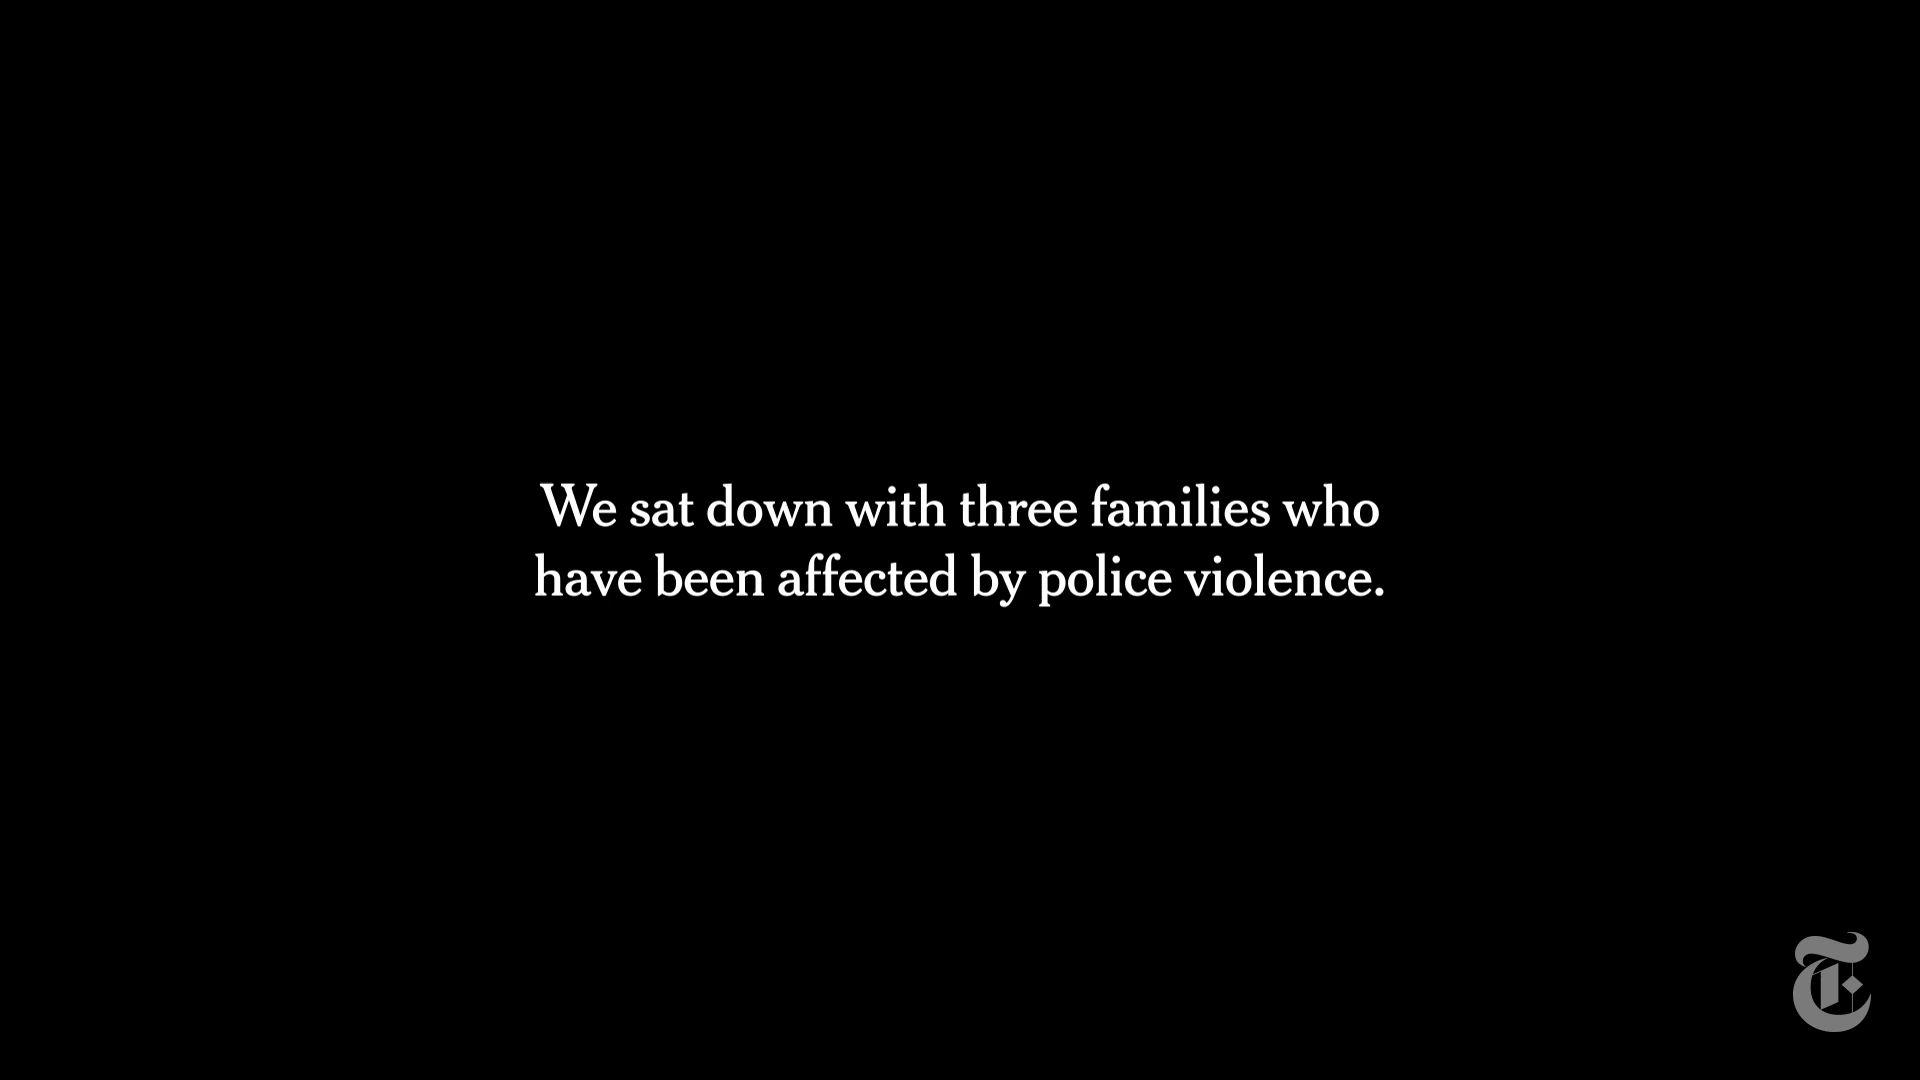 We sat down with three families who
have been affected by police violence.
T